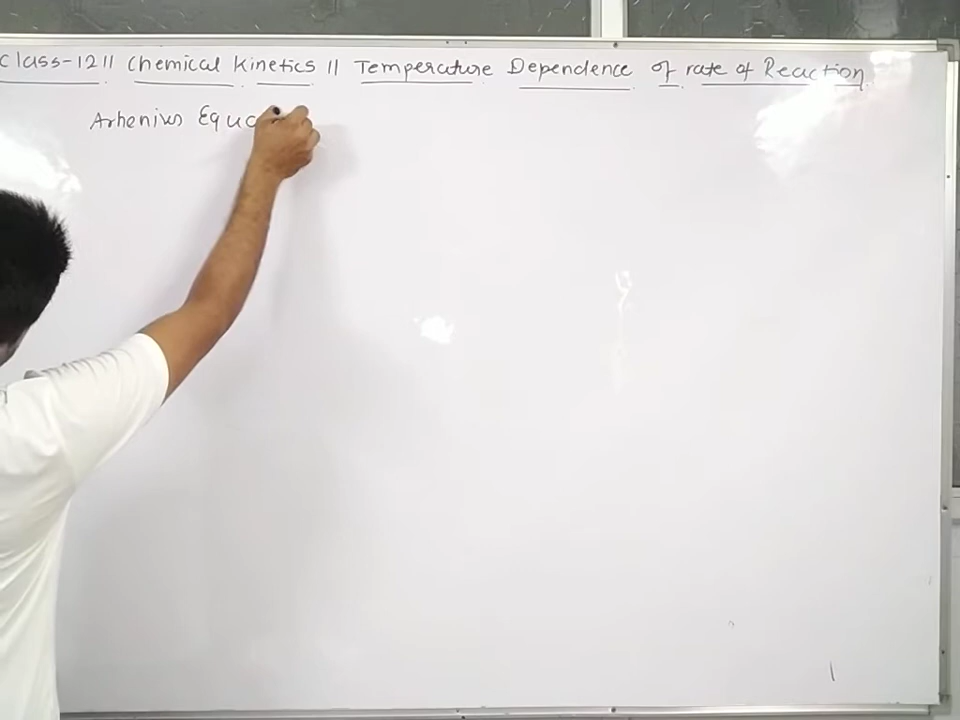 Class-12 || Chemical Kinetics || Temperature Dependence of rate of Reaction
Arhenius Equa